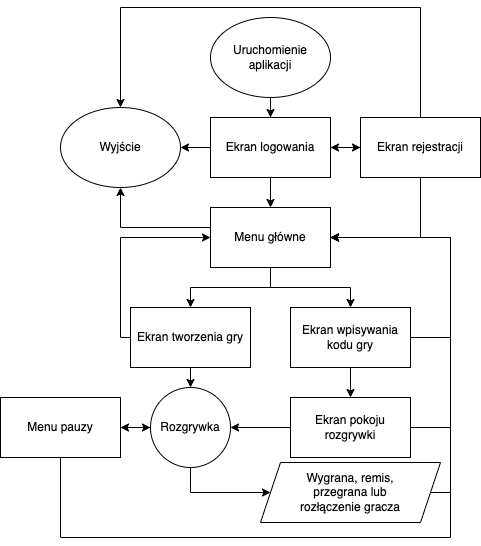 Uruchomienie
aplikacji
Wyjście
Ekran logowania
Ekran rejestracji
Menu główne
Ekran tworzenia gry
Ekran wpisywania
kodu gry
Menu pauzy
Rozgrywka
Ekran pokoju
rozgrywki
Wygrana, remis,
przegrana lub
rozłączenie gracza